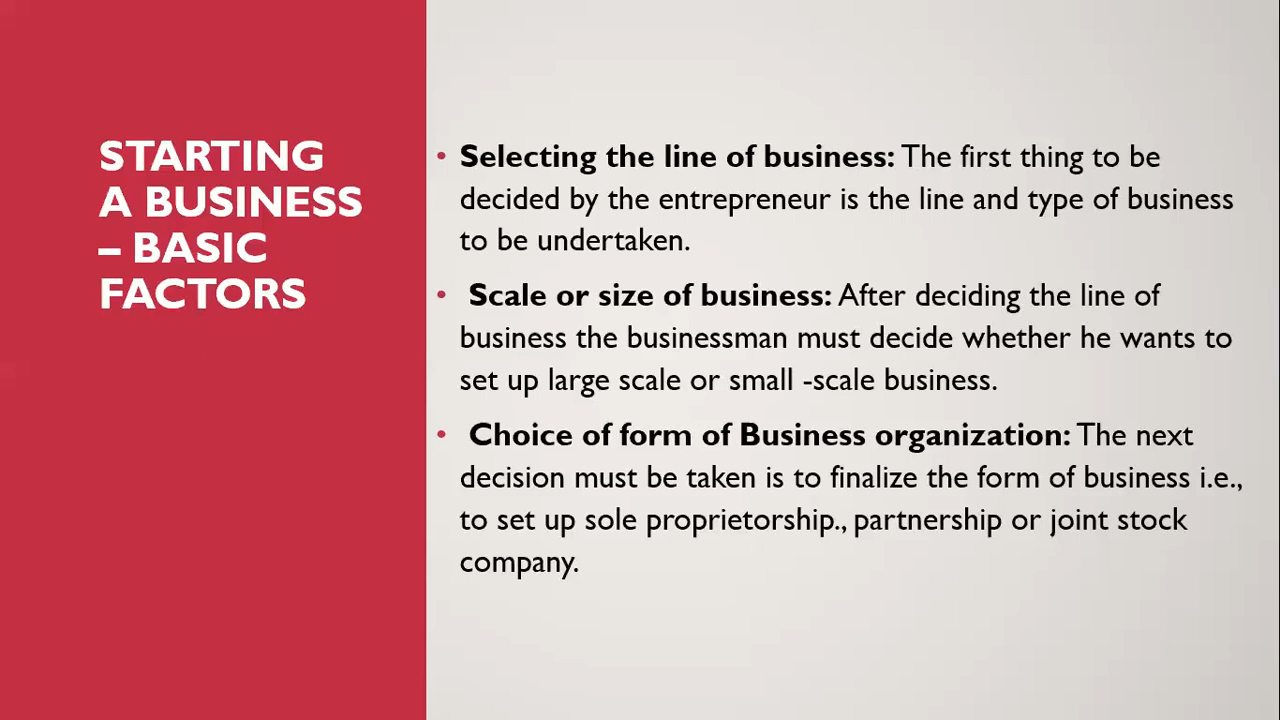 STARTING
A BUSINESS
– BASIC
FACTORS
• Selecting the line of business: The first thing to be
decided by the entrepreneur is the line and type of business
to be undertaken.
• Scale or size of business: After deciding the line of
business the businessman must decide whether he wants to
set up large scale or small -scale business.
• Choice of form of Business organization: The next
decision must be taken is to finalize the form of business i.e.,
to set up sole proprietorship., partnership or joint stock
company.